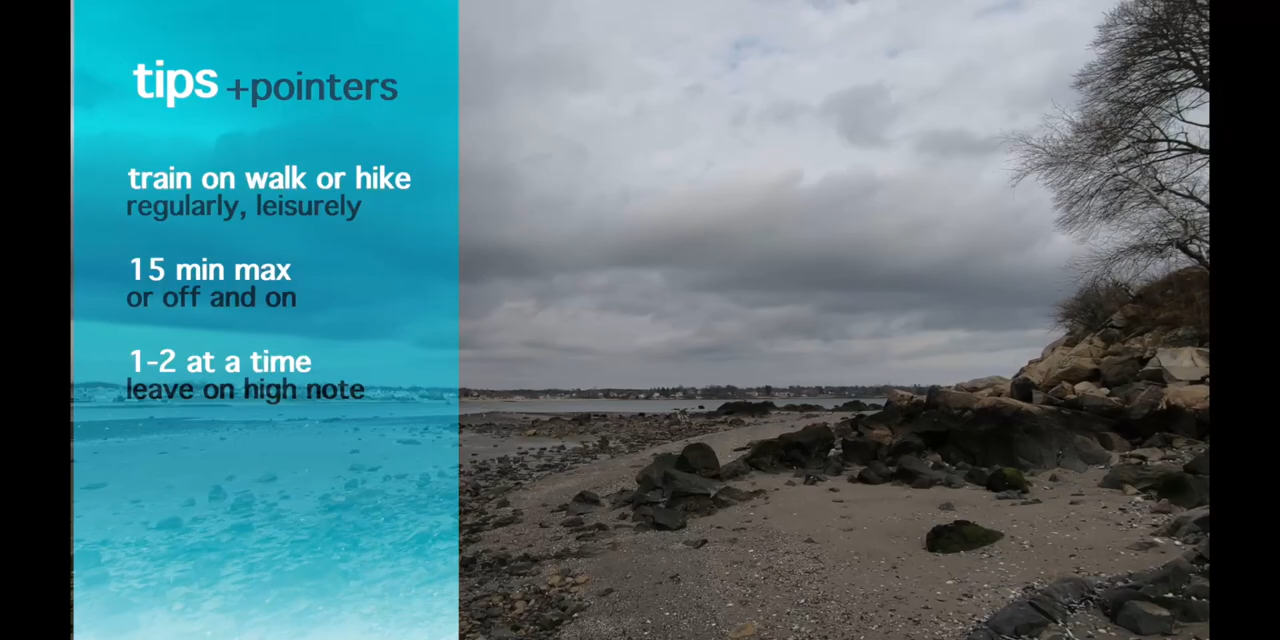 tips +pointers
train on walk or hike
regularly, leisurely
15 min max
or off and on
1-2 at a time
leave on high note